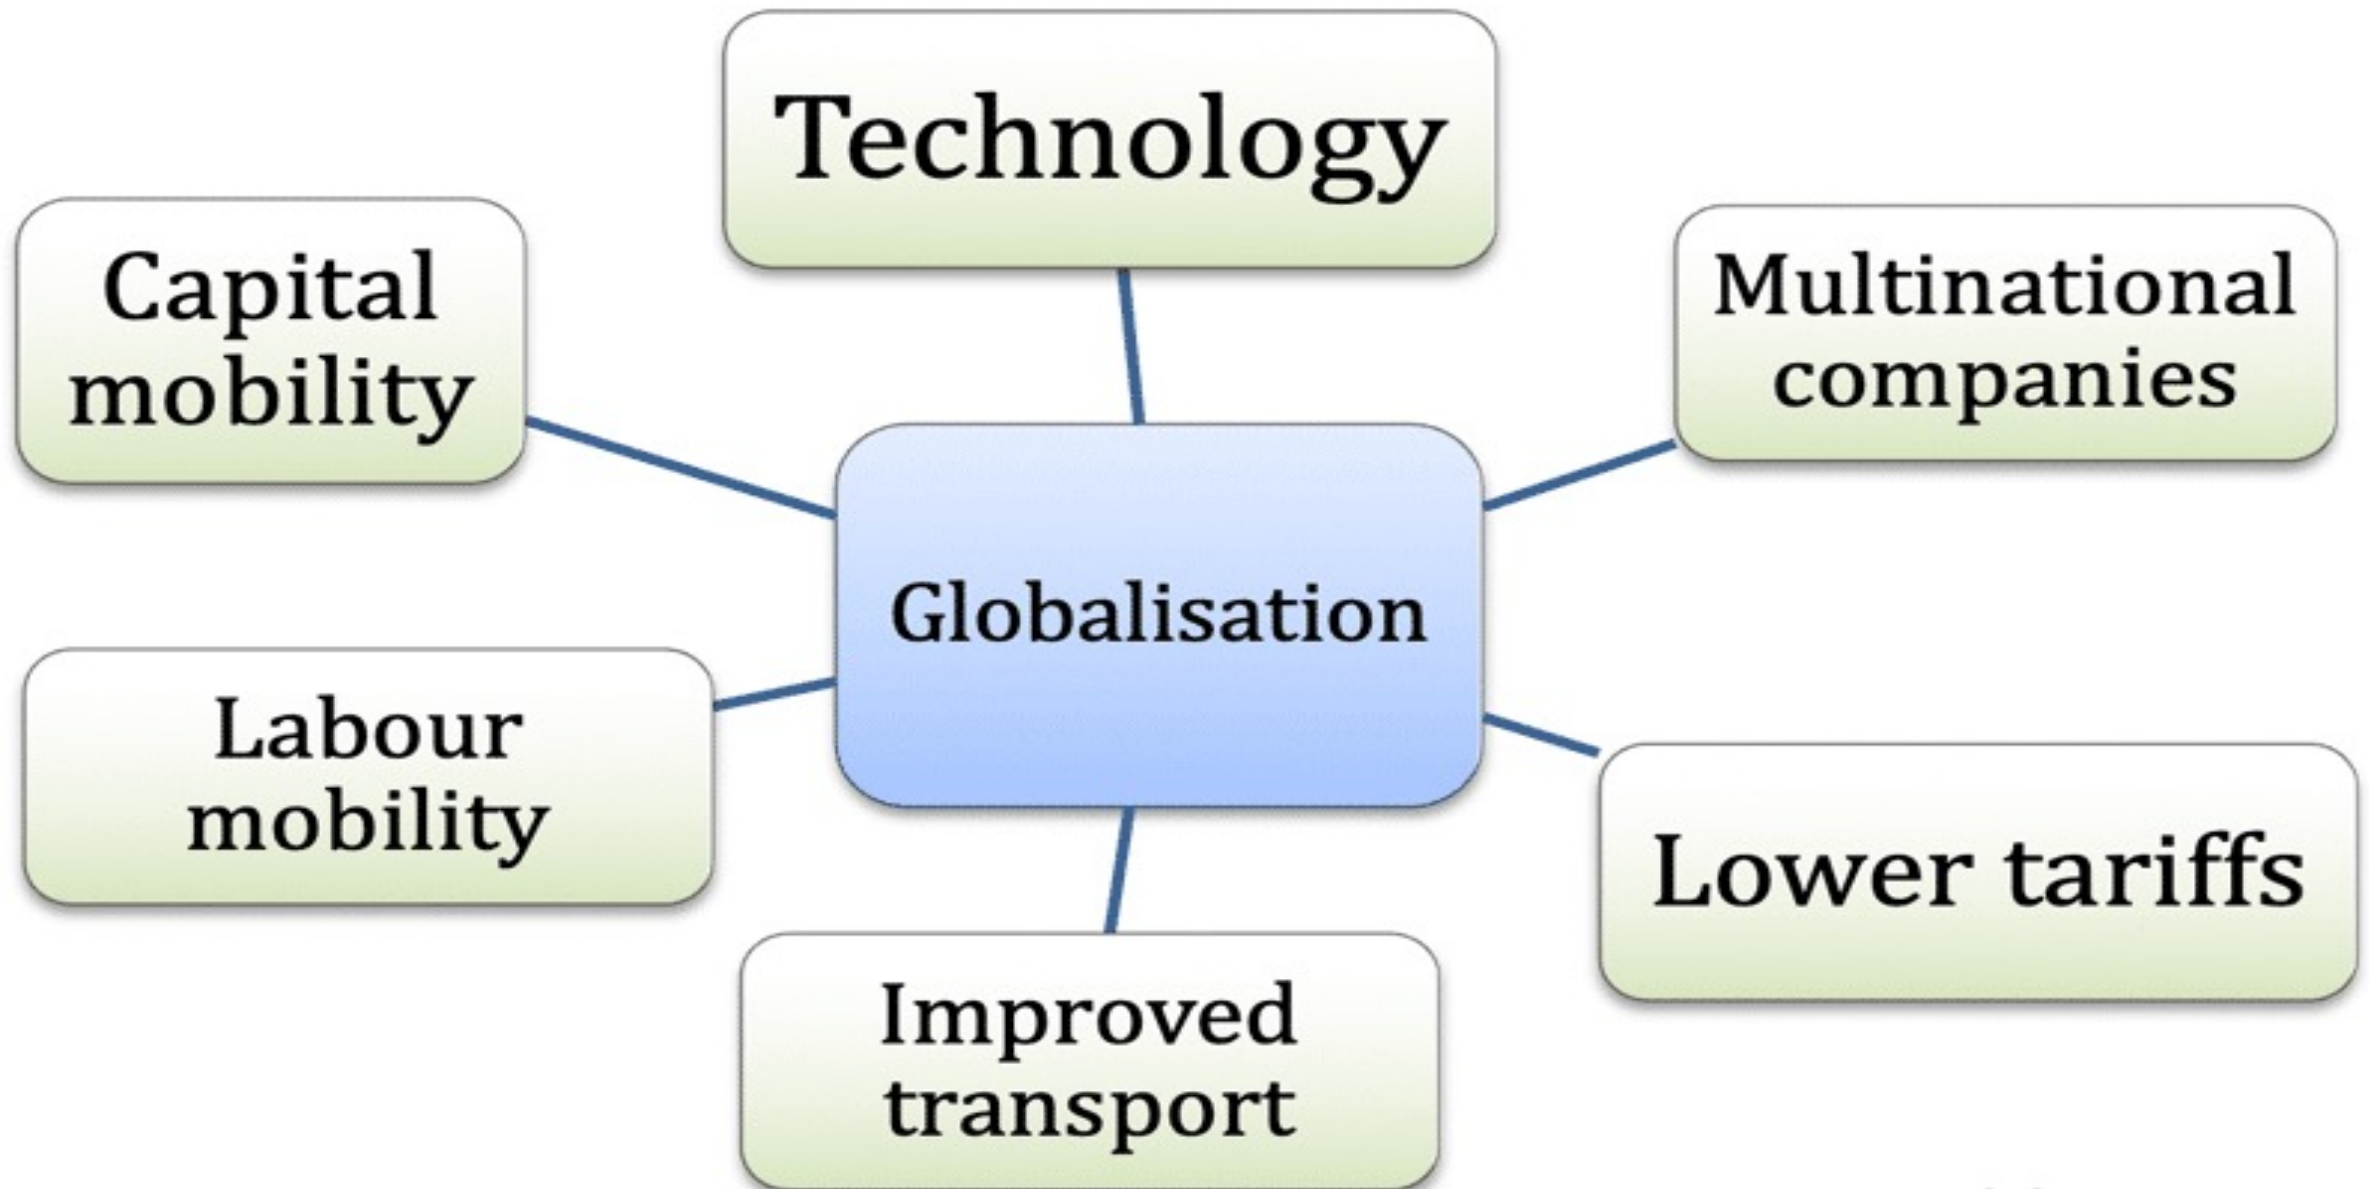 Technology
Capital
mobility
Multinational
companies
Globalisation
Labour
mobility
Lower tariffs
Improved
transport